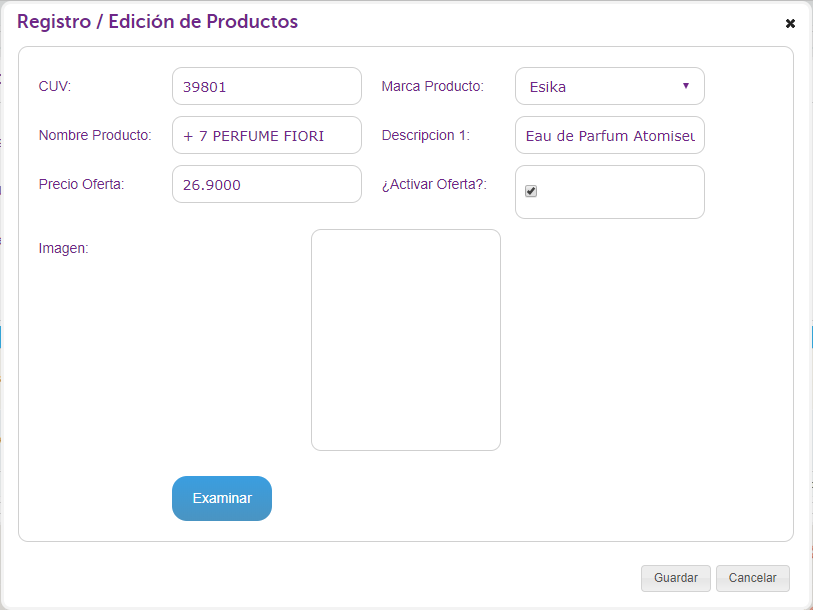 Registro / Edición de Productos
CUV: 39801 Marca Producto: Esika
Nombre Producto: + 7 PERFUME FIORI Descripcion 1: Eau de Parfum Atomiseu
Precio Oferta: 26.9000 ¿Activar Oferta?:
Imagen:
Examinar
Guardar Cancelar